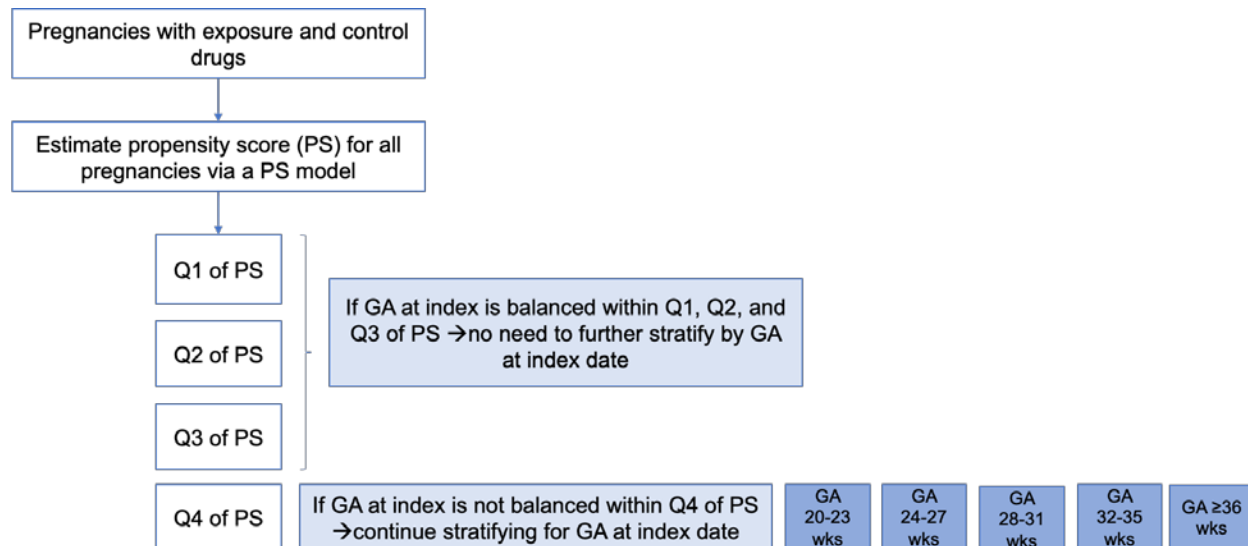 Pregnancies with exposure and control
drugs
Estimate propensity score (PS) for all
pregnancies via a PS model
Q1 of PS
Q2 of PS
Q3 of PS
If GA at index is balanced within Q1, Q2, and
Q3 of PS →no need to further stratify by GA
at index date
Q4 of PS
If GA at index is not balanced within Q4 of PS
→continue stratifying for GA at index date
GA
20-23
wks
GA
24-27
wks
GA
28-31
wks
GA
32-35
wks
GA ≥36
wks